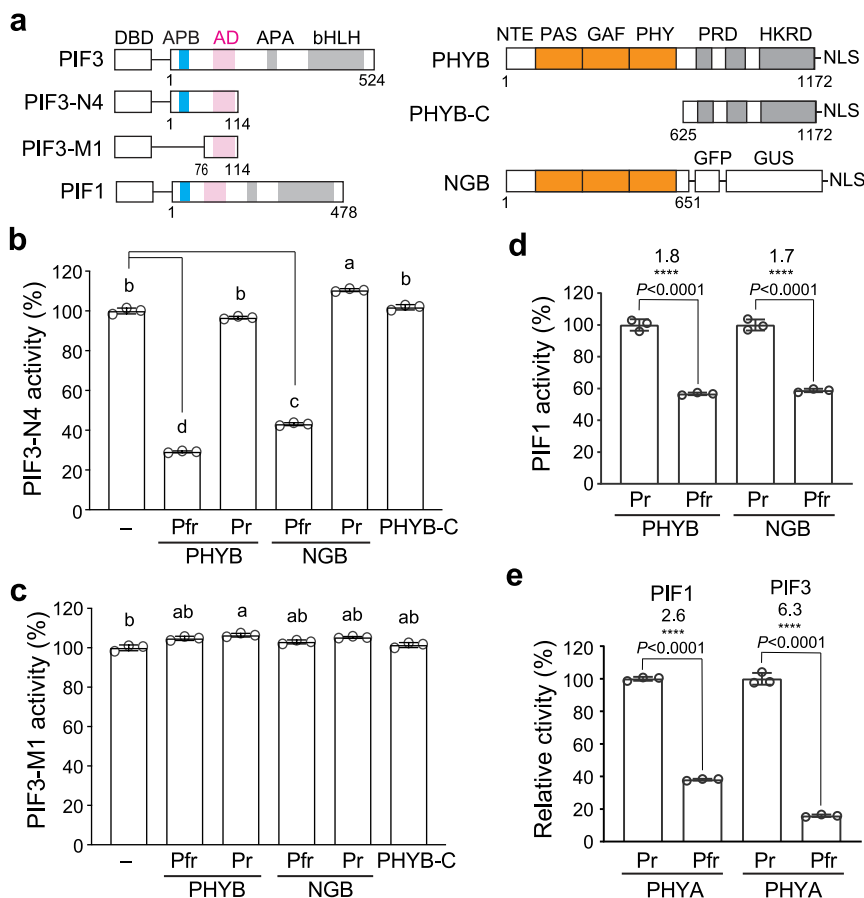 a
DBD APB AD APA bHLH
PIF3
1 524
PIF3-N4
1 114
PIF3-M1
76 114
PIF1
1 478
NTE PAS GAF PHY PRD HKRD
PHYB -NLS
1 1172
PHYB-C -NLS
625 1172
GFP GUS
NGB -NLS
1 651
b
PIF3-N4 activity (%)
120
100
80
60
40
20
0
b d b c a b
– Pfr Pr Pfr Pr PHYB-C
PHYB NGB
c
PIF3-M1 activity (%)
120
100
80
60
40
20
0
b ab a ab ab ab
– Pfr Pr Pfr Pr PHYB-C
PHYB NGB
d
1.8 1.7
**** ****
P<0.0001 P<0.0001
PIF1 activity (%)
120
100
80
60
40
20
0
Pr Pfr Pr Pfr
PHYB NGB
e
PIF1 PIF3
2.6 6.3
**** ****
P<0.0001 P<0.0001
Relative ctivity (%)
120
100
80
60
40
20
0
Pr Pfr Pr Pfr
PHYA PHYA